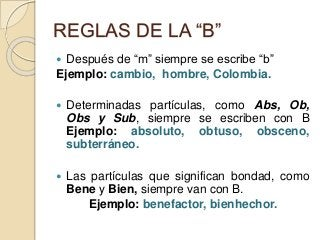 REGLAS DE LA “B”
• Después de “m” siempre se escribe “b”
Ejemplo: cambio, hombre, Colombia.
• Determinadas partículas, como Abs, Ob,
Obs y Sub, siempre se escriben con B
Ejemplo: absoluto, obtuso, obsceno,
subterráneo.
• Las partículas que significan bondad, como
Bene y Bien, siempre van con B.
Ejemplo: benefactor, bienhechor.